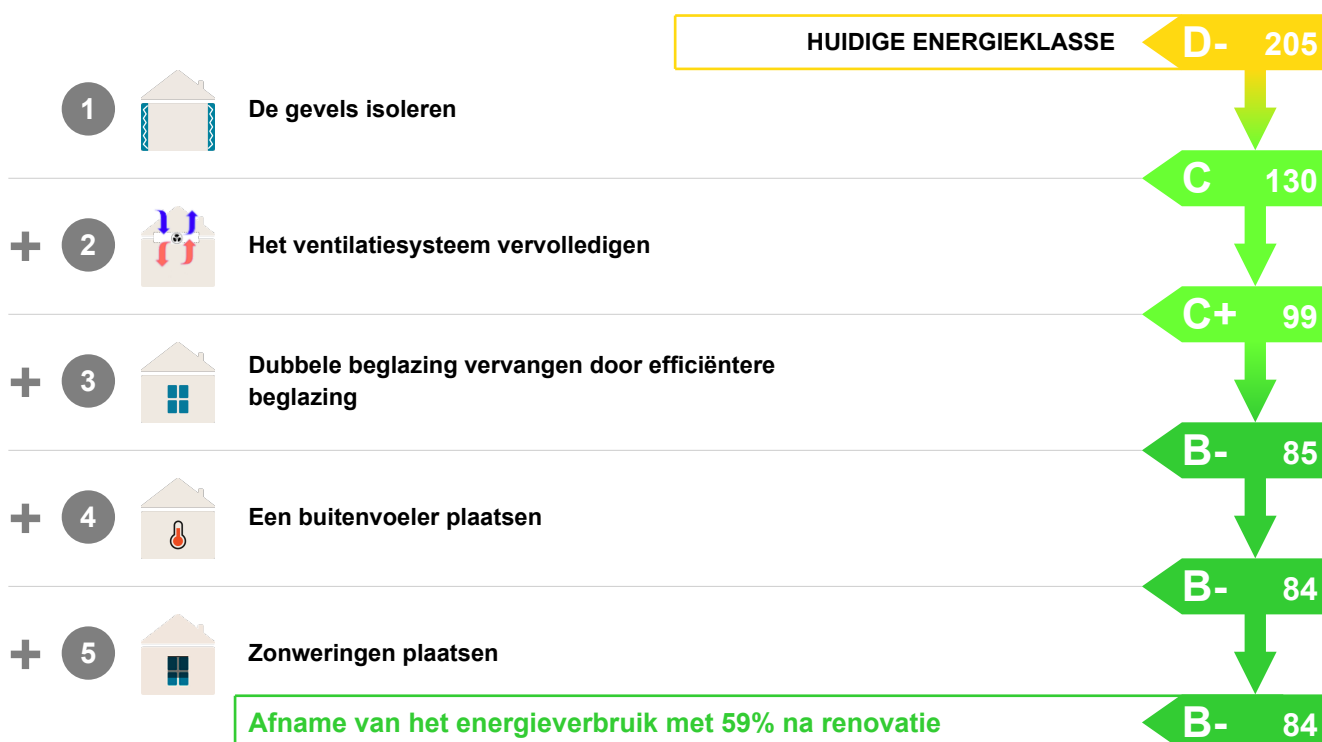 HUIDIGE ENERGIEKLASSE D- 205
1 De gevels isoleren
C 130
+ 2 Het ventilatiesysteem vervolledigen
C+ 99
+ 3 Dubbele beglazing vervangen door efficiëntere
beglazing
B- 85
+ 4 Een buitenvoeler plaatsen
B- 84
+ 5 Zonweringen plaatsen
Afname van het energieverbruik met 59% na renovatie B- 84